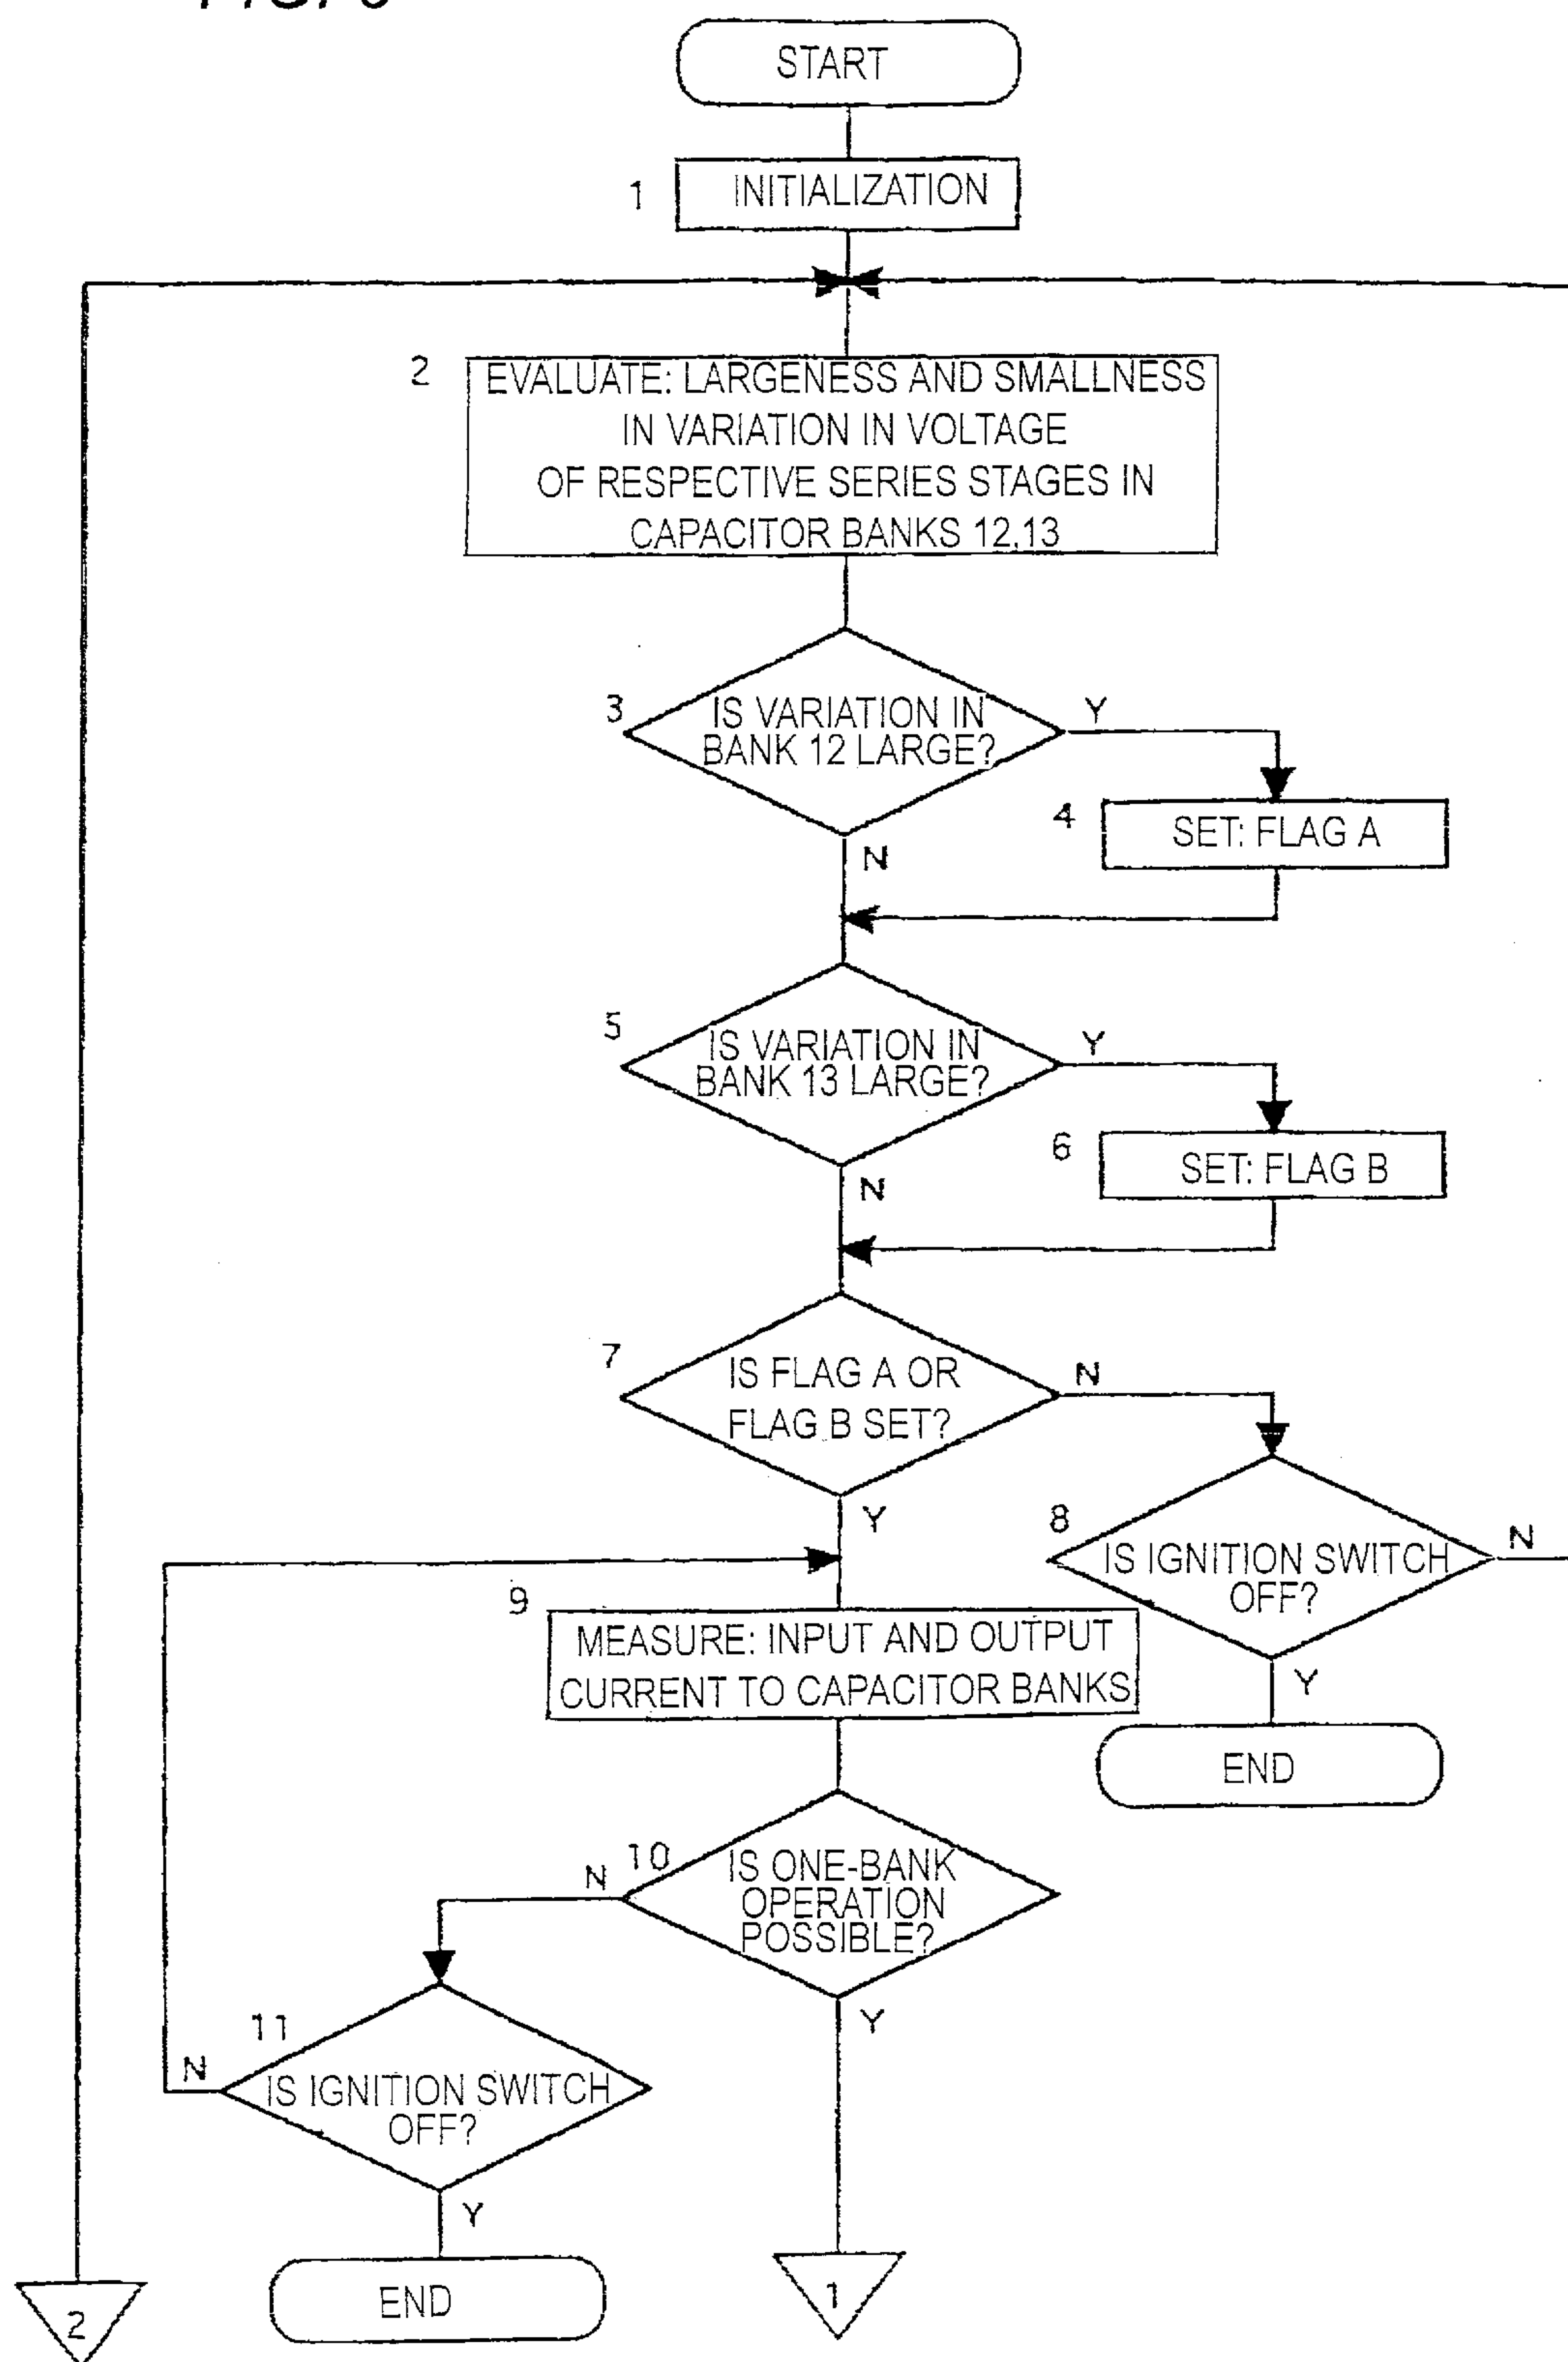 START
1
INITIALIZATION
2
EVALUATE: LARGENESS AND SMALLNESS
IN VARIATION IN VOLTAGE
OF RESPECTIVE SERIES STAGES IN
CAPACITOR BANKS 12,13
3
IS VARIATION IN
BANK 12 LARGE?
Y
4
SET: FLAG A
N
5
IS VARIATION IN
BANK 13 LARGE?
Y
6
SET: FLAG B
N
7
IS FLAG A OR
FLAG B SET?
N
Y
8
IS IGNITION SWITCH
OFF?
N
Y
END
9
MEASURE: INPUT AND OUTPUT
CURRENT TO CAPACITOR BANKS
10
IS ONE-BANK
OPERATION
POSSIBLE?
N
Y
11
IS IGNITION SWITCH
OFF?
N
Y
END
1
2